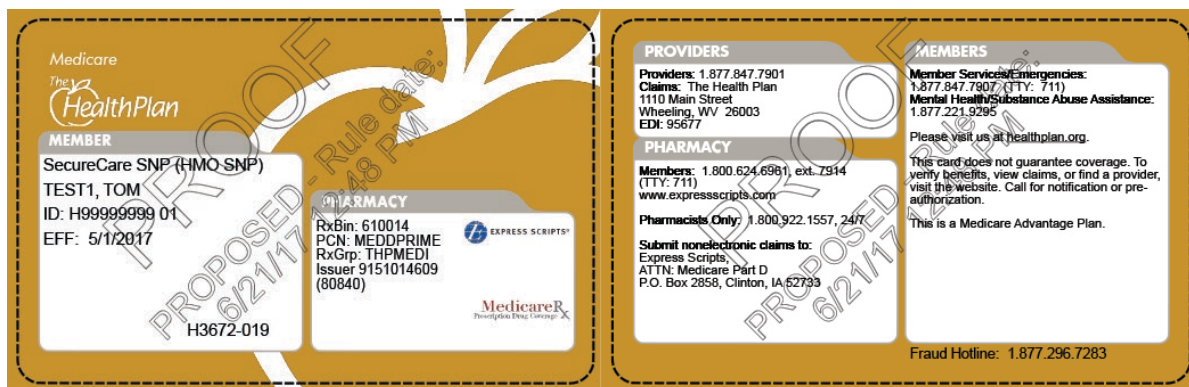 Medicare
The
HealthPlan
MEMBER
SecureCare SNP (HMO SNP)
TEST1, TOM
ID: H99999999 01
EFF: 5/1/2017
H3672-019
PHARMACY
RxBin: 610014
PCN: MEDDPRIME
RxGrp: THPMEDI
Issuer 9151014609
(80840)
EXPRESS SCRIPTS®
MedicareRx
Prescription Drug Coverage
PROOF
PROPOSED - Rule date:
6/21/17 12:48 PM
PROVIDERS
Providers: 1.877.847.7901
Claims: The Health Plan
1110 Main Street
Wheeling, WV 26003
EDI: 95677
PHARMACY
Members: 1.800.624.6961, ext. 7914
(TTY: 711)
www.expressscripts.com
Pharmacists Only: 1.800.922.1557, 24/7
Submit nonelectronic claims to:
Express Scripts,
ATTN: Medicare Part D
P.O. Box 2858, Clinton, IA 52733
MEMBERS
Member Services/Emergencies:
1.877.847.7907 (TTY: 711)
Mental Health/Substance Abuse Assistance:
1.877.221.9295
Please visit us at healthplan.org.
This card does not guarantee coverage. To
verify benefits, view claims, or find a provider,
visit the website. Call for notification or pre-
authorization.
This is a Medicare Advantage Plan.
Fraud Hotline: 1.877.296.7283
PROOF
PROPOSED - Rule date:
6/21/17 12:48 PM